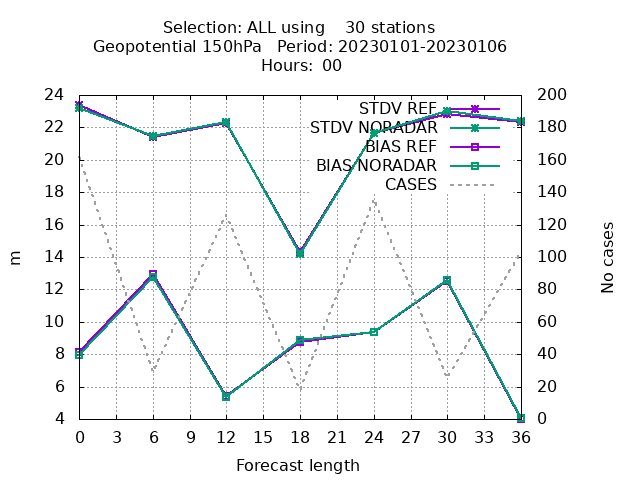 Selection: ALL using    30 stations
Geopotential 150hPa   Period: 20230101-20230106
Hours: 00
24
22
20
18
16
14
12
10
8
6
4
200
180
160
140
120
100
80
60
40
20
0
STDV REF
STDV NORADAR
BIAS REF
BIAS NORADAR
CASES
m
No cases
0 3 6 9 12 15 18 21 24 27 30 33 36
Forecast length